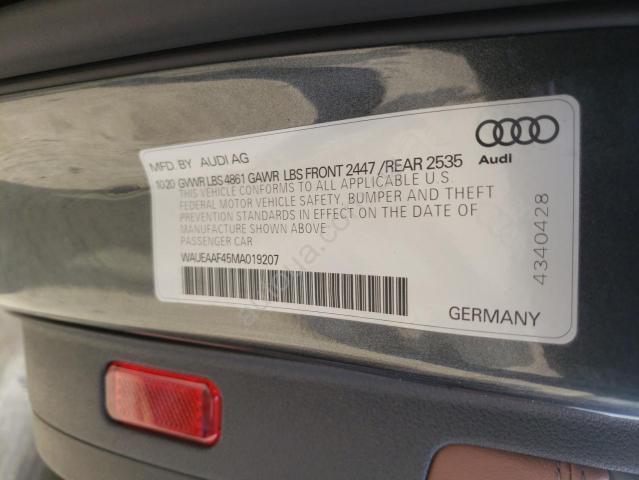 MFD. BY AUDI AG
10.20 GVWR LBS 4861 GAWR LBS FRONT 2447 / REAR 2535
THIS VEHICLE CONFORMS TO ALL APPLICABLE U.S.
FEDERAL MOTOR VEHICLE SAFETY, BUMPER AND THEFT
PREVENTION STANDARDS IN EFFECT ON THE DATE OF
MANUFACTURE SHOWN ABOVE
PASSENGER CAR
WAUEAAF45MA019207
Audi
4340428
GERMANY